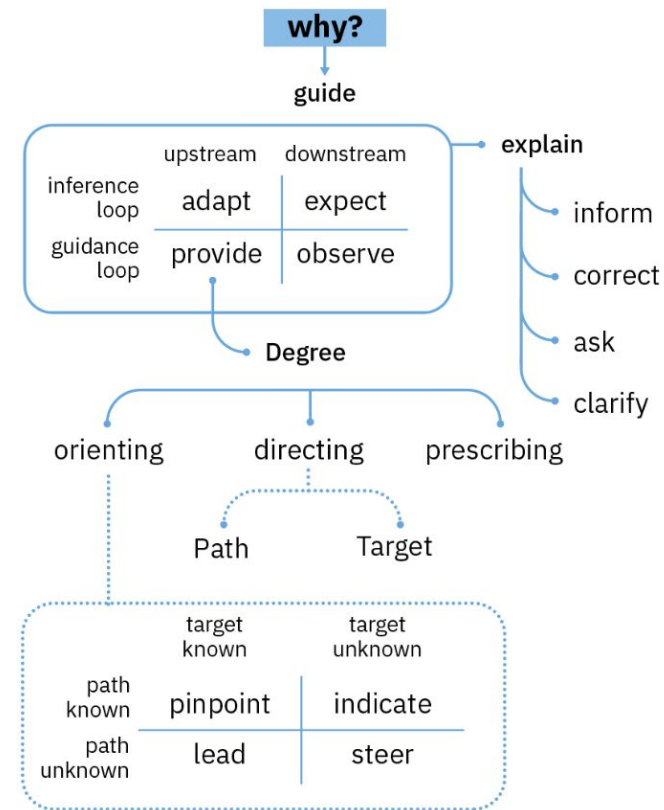 why?
guide
upstream downstream
inference
loop
adapt expect
guidance
loop
provide observe
explain
inform
correct
ask
clarify
Degree
orienting directing prescribing
Path Target
target
known
target
unknown
path
known
pinpoint indicate
path
unknown
lead steer